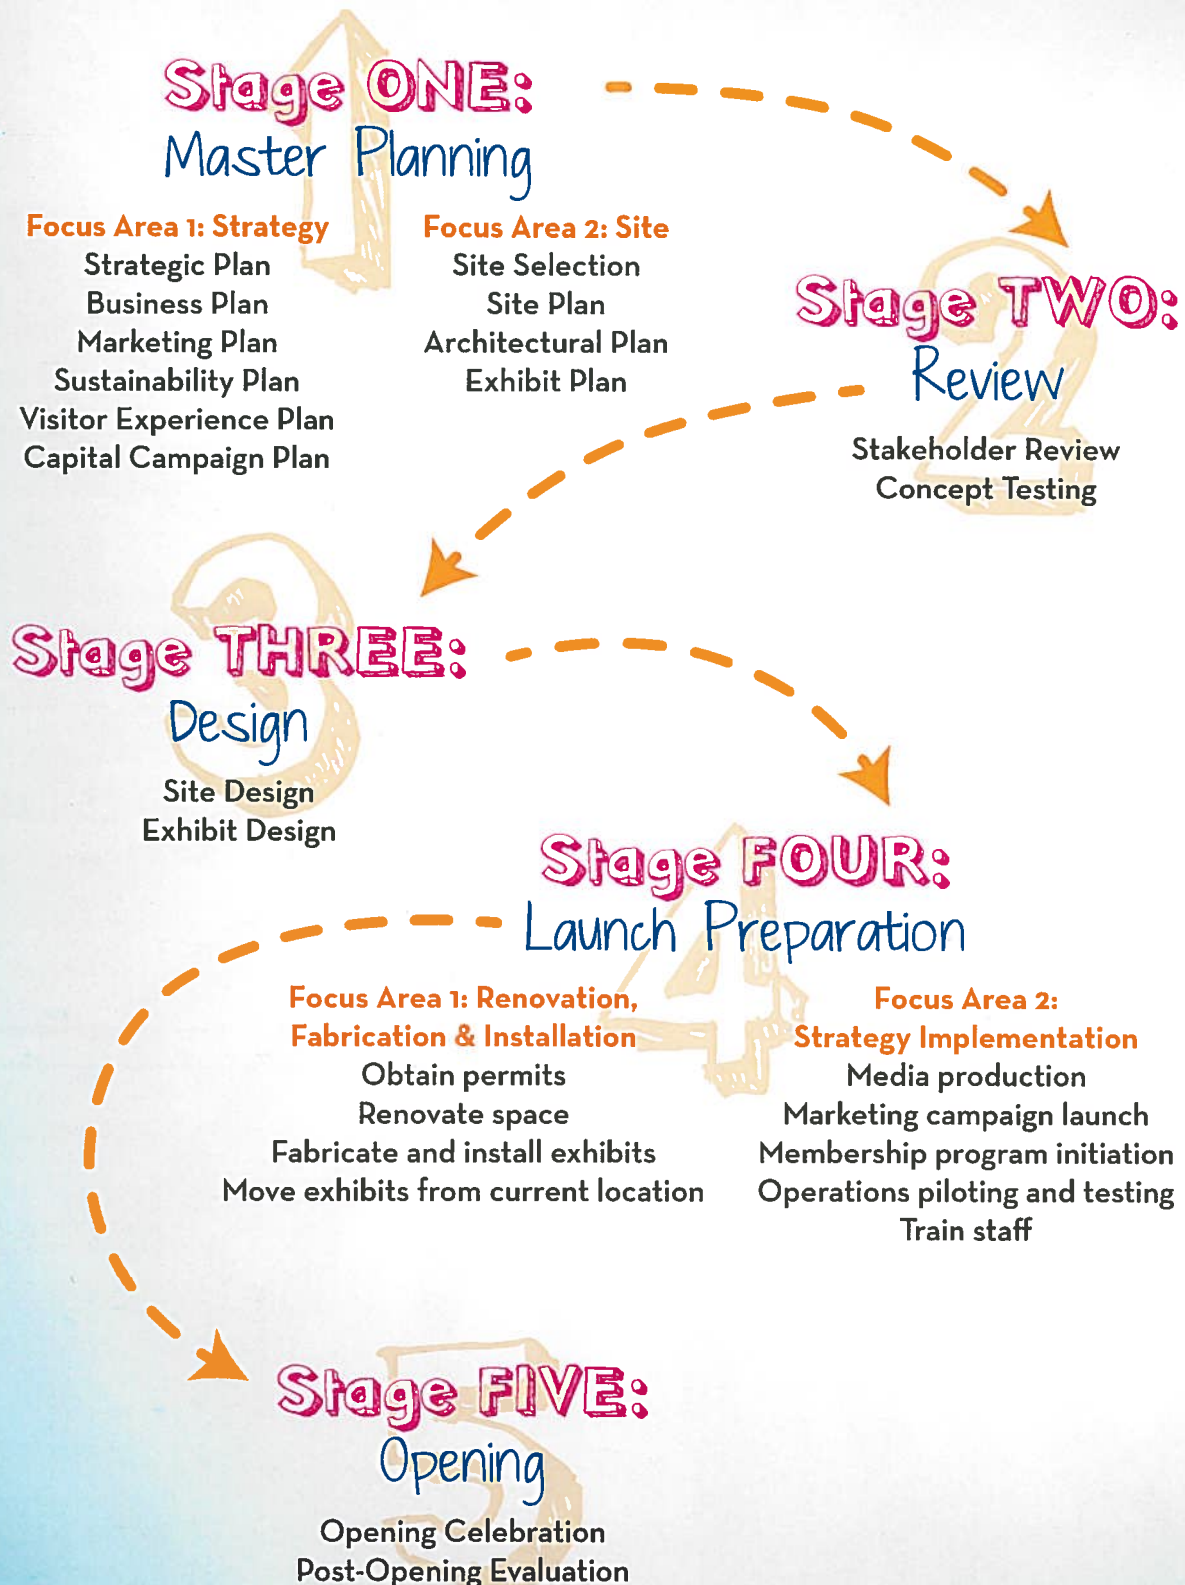 Stage ONE:
Master Planning
Focus Area 1: Strategy
Strategic Plan
Business Plan
Marketing Plan
Sustainability Plan
Visitor Experience Plan
Capital Campaign Plan
Focus Area 2: Site
Site Selection
Site Plan
Architectural Plan
Exhibit Plan
Stage TWO:
Review
Stakeholder Review
Concept Testing
Stage THREE:
Design
Site Design
Exhibit Design
Stage FOUR:
Launch Preparation
Focus Area 1: Renovation,
Fabrication & Installation
Obtain permits
Renovate space
Fabricate and install exhibits
Move exhibits from current location
Focus Area 2:
Strategy Implementation
Media production
Marketing campaign launch
Membership program initiation
Operations piloting and testing
Train staff
Stage FIVE:
Opening
Opening Celebration
Post-Opening Evaluation
1
2
3
4
5